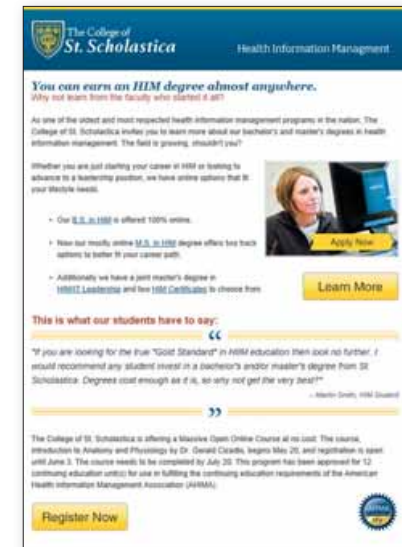 The College of
St. Scholastica
Health Information Managment
You can earn an HIM degree almost anywhere.
Why not learn from the faculty who started it all?
As one of the oldest and most respected health information management programs in the nation, The
College of St. Scholastica invites you to learn more about our bachelor's and master's degrees in health
information management. The field is growing, shouldn't you?
Whether you are just starting your career in HIM or looking to
advance to a leadership position, we have online options that fit
your lifestyle needs.
• Our B.S. in HIM is offered 100% online.
• Now our mostly online M.S. in HIM degree offers two track
options to better fit your career path.
• Additionally we have a joint master's degree in
HIM/IT Leadership and two HIM Certificates to choose from
Apply Now
Learn More
This is what our students have to say:
“
"If you are looking for the true "Gold Standard" in HIM education then look no further. I
would recommend any student invest in a bachelor's and/or master's degree from St.
Scholastica. Degrees cost enough as it is, so why not get the very best?"
- Martin Smith, HIM Student
”
The College of St. Scholastica is offering a Massive Open Online Course at no cost. The course,
Introduction to Anatomy and Physiology by Dr. Gerald Cizadlo, begins May 20, and registration is open
until June 3. The course needs to be completed by July 20. This program has been approved for 12
continuing education unit(s) for use in fulfilling the continuing education requirements of the American
Health Information Management Association (AHIMA).
Register Now